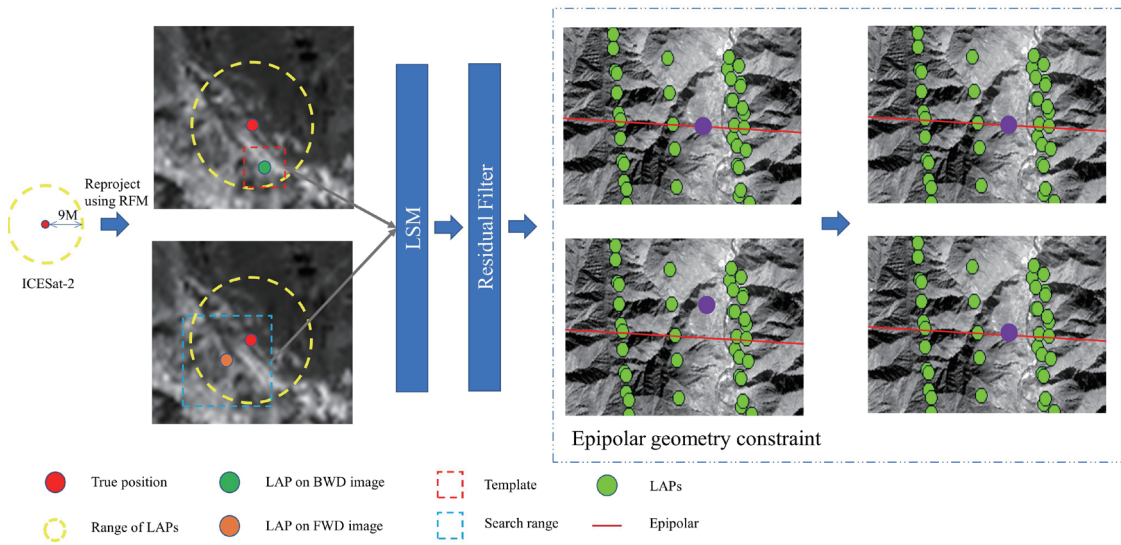 9M
ICESat-2
Reproject
using RFM
LSM
Residual Filter
Epipolar geometry constraint
True position
LAP on BWD image
Template
LAPs
Range of LAPs
LAP on FWD image
Search range
Epipolar